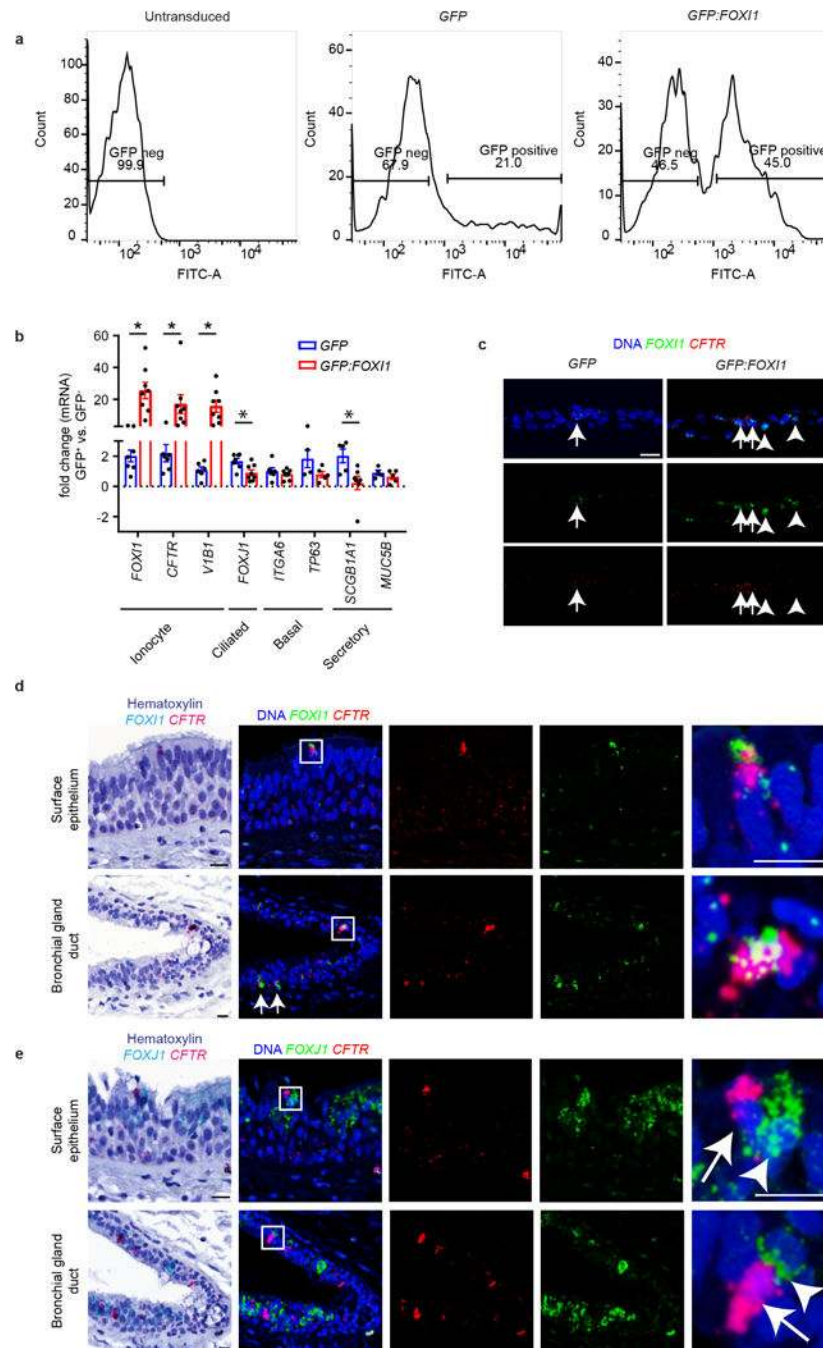 a
Untransduced
GFP
GFP:FOXI1
Count
100
80
60
40
20
0
GFP neg
99.9
10² 10³ 10⁴
FITC-A
Count
60
40
20
0
GFP neg
67.9
GFP positive
21.0
10² 10³ 10⁴
FITC-A
Count
40
30
20
10
0
GFP neg
46.5
GFP positive
45.0
10² 10³ 10⁴
FITC-A
b
fold change (mRNA)
GFP⁺ vs. GFP⁻
60
40
20
2
0
-2
* * * * *
GFP
GFP:FOXI1
FOXI1
CFTR
V1B1
FOXJ1
ITGA6
TP63
SCGB1A1
MUC5B
Ionocyte
Ciliated
Basal
Secretory
c
DNA FOXI1 CFTR
GFP
GFP:FOXI1
d
Hematoxylin
FOXI1 CFTR
DNA FOXI1 CFTR
Surface
epithelium
Bronchial gland
duct
e
Hematoxylin
FOXJ1 CFTR
DNA FOXJ1 CFTR
Surface
epithelium
Bronchial gland
duct